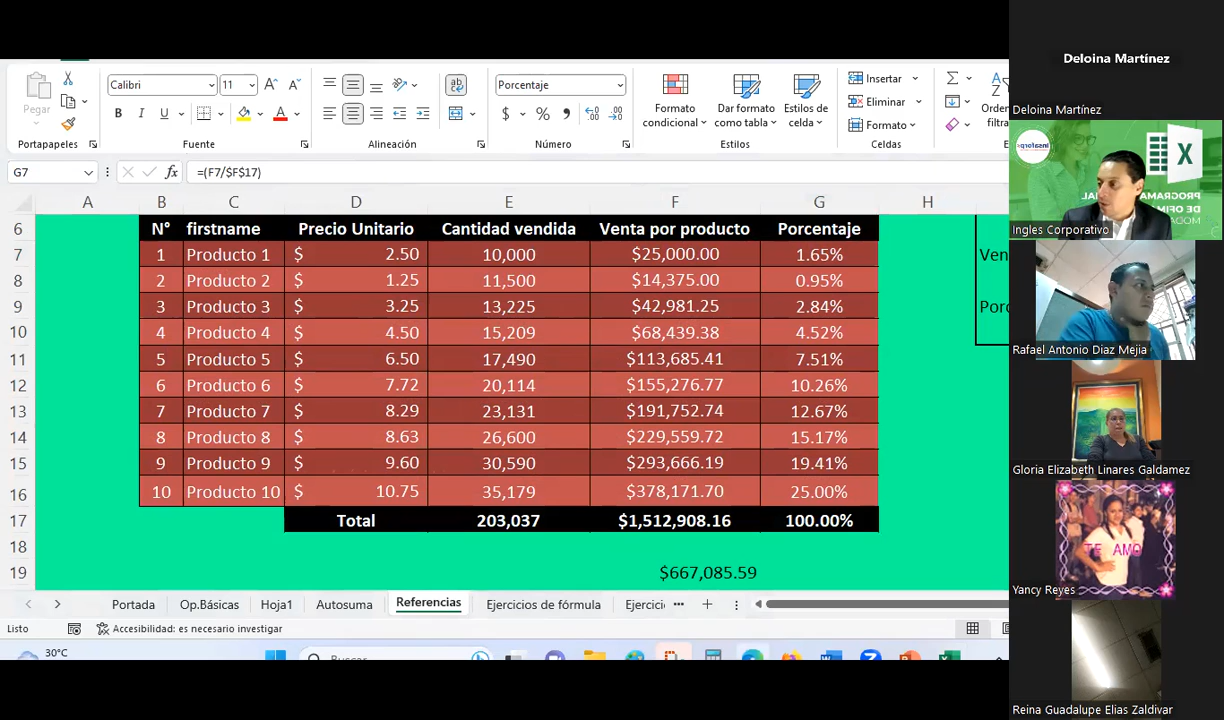 Calibri 11 Porcentaje
Pegar
N K S A $ % Formato condicional Dar formato como tabla Estilos de celda Insertar Eliminar Formato Orden filtra
Portapapeles Fuente Alineación Número Estilos Celdas
G7 fx =(F7/$F$17)
A B C D E F G H
6 N° firstname Precio Unitario Cantidad vendida Venta por producto Porcentaje
7 1 Producto 1 $ 2.50 10,000 $25,000.00 1.65% Ven
8 2 Producto 2 $ 1.25 11,500 $14,375.00 0.95%
9 3 Producto 3 $ 3.25 13,225 $42,981.25 2.84% Porc
10 4 Producto 4 $ 4.50 15,209 $68,439.38 4.52%
11 5 Producto 5 $ 6.50 17,490 $113,685.41 7.51%
12 6 Producto 6 $ 7.72 20,114 $155,276.77 10.26%
13 7 Producto 7 $ 8.29 23,131 $191,752.74 12.67%
14 8 Producto 8 $ 8.63 26,600 $229,559.72 15.17%
15 9 Producto 9 $ 9.60 30,590 $293,666.19 19.41%
16 10 Producto 10 $ 10.75 35,179 $378,171.70 25.00%
17 Total 203,037 $1,512,908.16 100.00%
18
19 $667,085.59
Portada Op.Básicas Hoja1 Autosuma Referencias Ejercicios de fórmula Ejercici
Listo Accesibilidad: es necesario investigar
30°C Buscar
Deloina Martínez
Deloina Martínez
Insaforp
PROGRAMA
DE OFIM
MODA
Ingles Corporativo
Rafael Antonio Diaz Mejia
Gloria Elizabeth Linares Galdamez
TE AMO
Yancy Reyes
Reina Guadalupe Elias Zaldivar